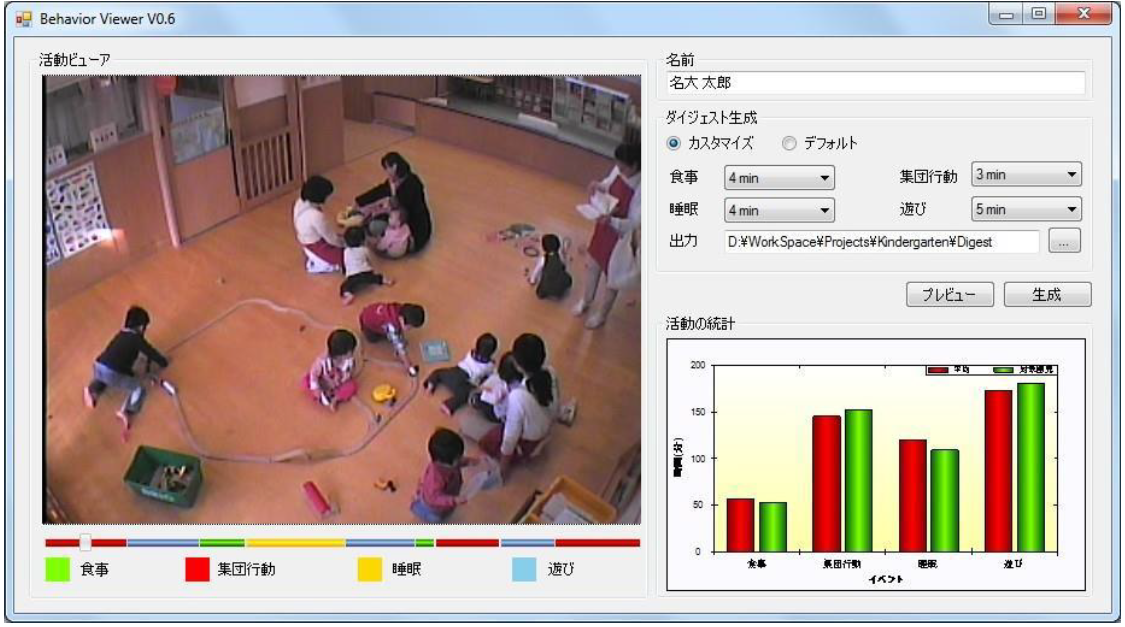 Behavior Viewer V0.6
活動ビューア
食事
集団行動
睡眠
遊び
名前
名大 太郎
ダイジェスト生成
カスタマイズ
デフォルト
食事
4 min
集団行動
3 min
睡眠
4 min
遊び
5 min
出力
D:¥WorkSpace¥Projects¥Kindergarten¥Digest
...
プレビュー
生成
活動の統計
平均
対象園児
200
150
100
50
0
時間(分)
食事
集団行動
睡眠
遊び
イベント